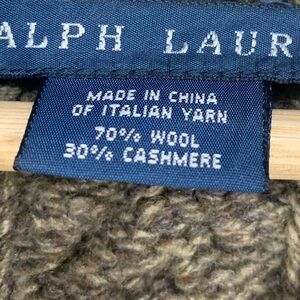 ALPH LAUR
MADE IN CHINA
OF ITALIAN YARN
70% WOOL
30% CASHMERE